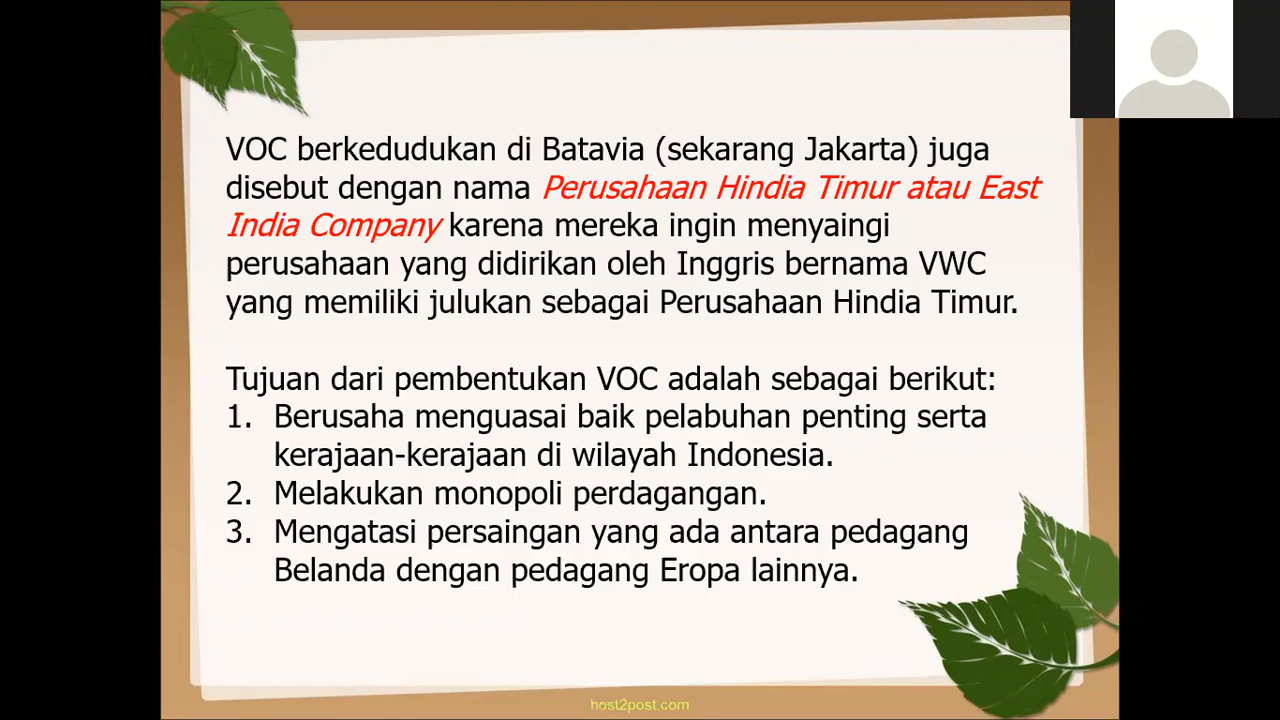 VOC berkedudukan di Batavia (sekarang Jakarta) juga
disebut dengan nama Perusahaan Hindia Timur atau East
India Company karena mereka ingin menyaingi
perusahaan yang didirikan oleh Inggris bernama VWC
yang memiliki julukan sebagai Perusahaan Hindia Timur.
Tujuan dari pembentukan VOC adalah sebagai berikut:
1. Berusaha menguasai baik pelabuhan penting serta
kerajaan-kerajaan di wilayah Indonesia.
2. Melakukan monopoli perdagangan.
3. Mengatasi persaingan yang ada antara pedagang
Belanda dengan pedagang Eropa lainnya.
host2post.com